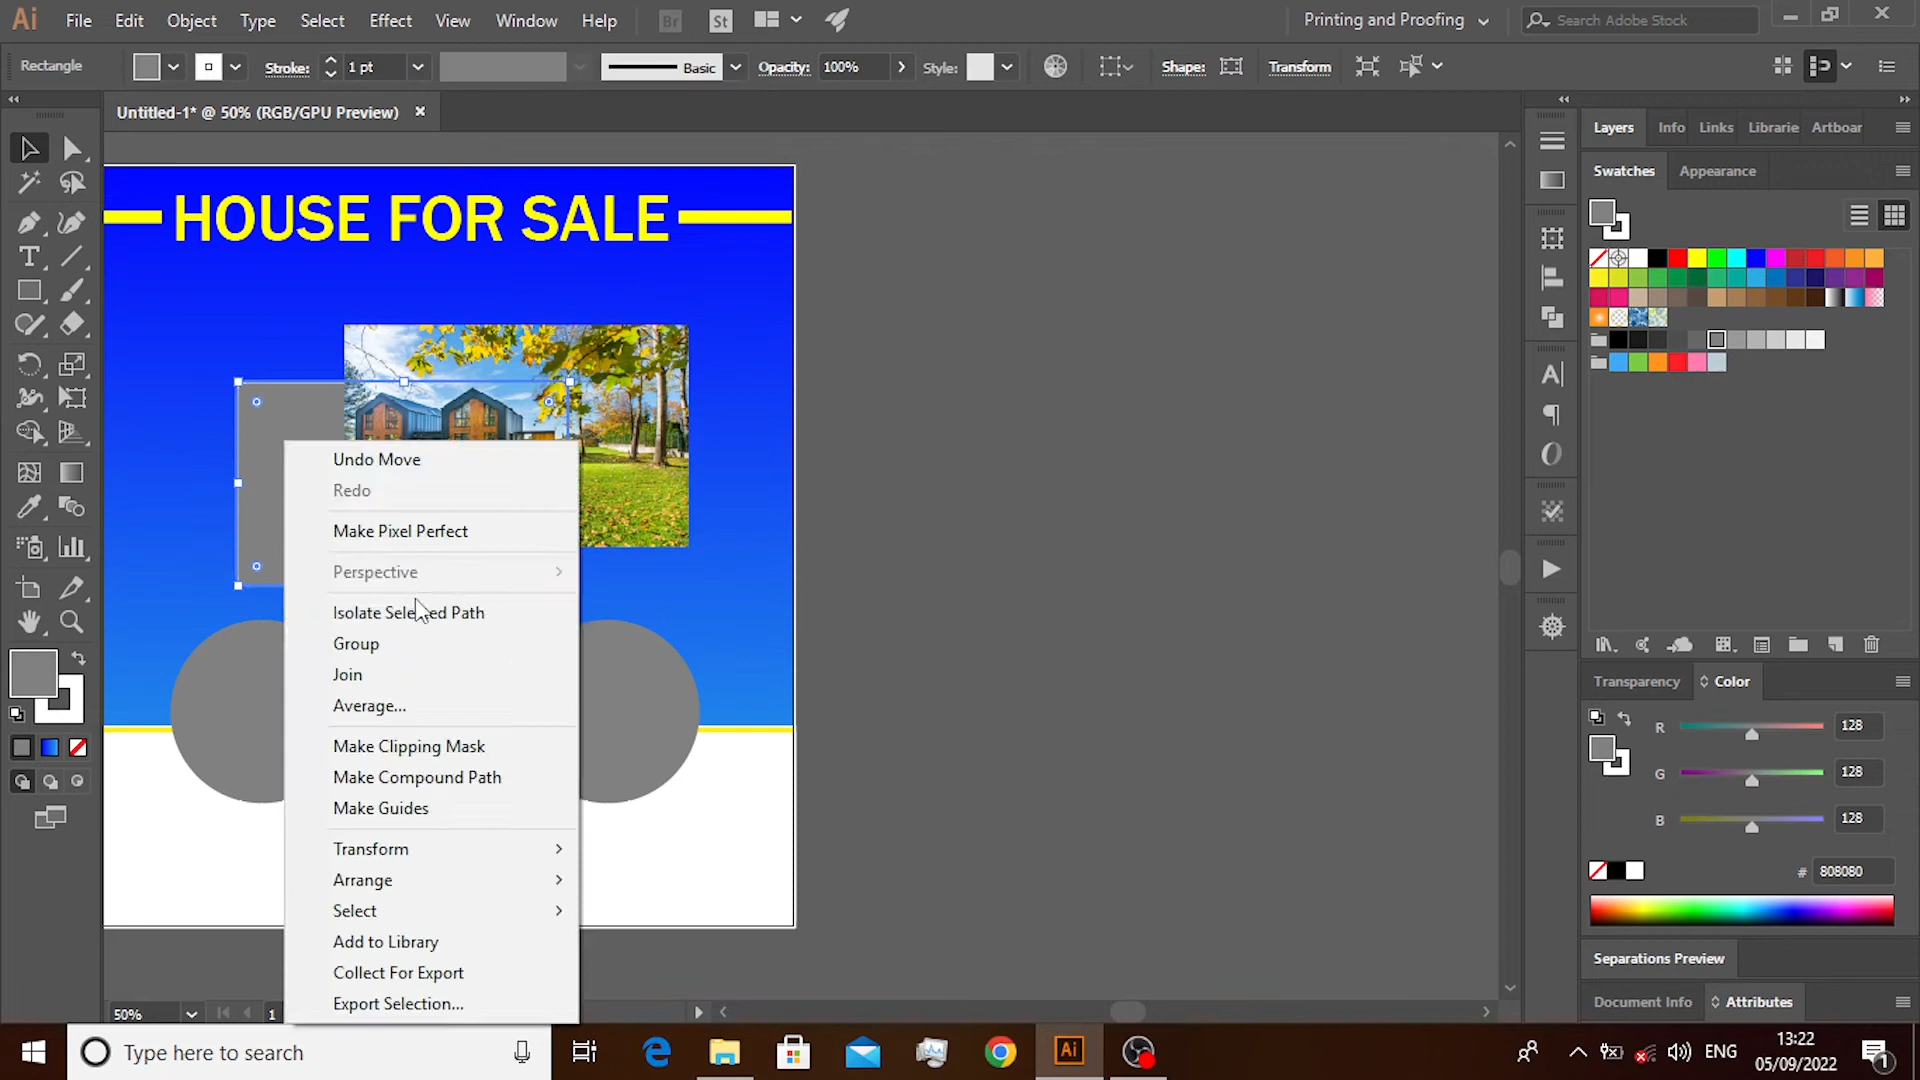 Ai File Edit Object Type Select Effect View Window Help Br St Printing and Proofing Search Adobe Stock
Rectangle Stroke: 1 pt Basic Opacity: 100% Style: Shape: Transform
Untitled-1* @ 50% (RGB/GPU Preview)
Layers Info Links Librarie Artboar
Swatches Appearance
HOUSE FOR SALE
Undo Move
Redo
Make Pixel Perfect
Perspective
Isolate Selected Path
Group
Join
Average...
Make Clipping Mask
Make Compound Path
Make Guides
Transform
Arrange
Select
Add to Library
Collect For Export
Export Selection...
Transparency Color
R 128
G 128
B 128
# 808080
Separations Preview
Document Info Attributes
50% 1
Type here to search
Ai
ENG
13:22
05/09/2022
1